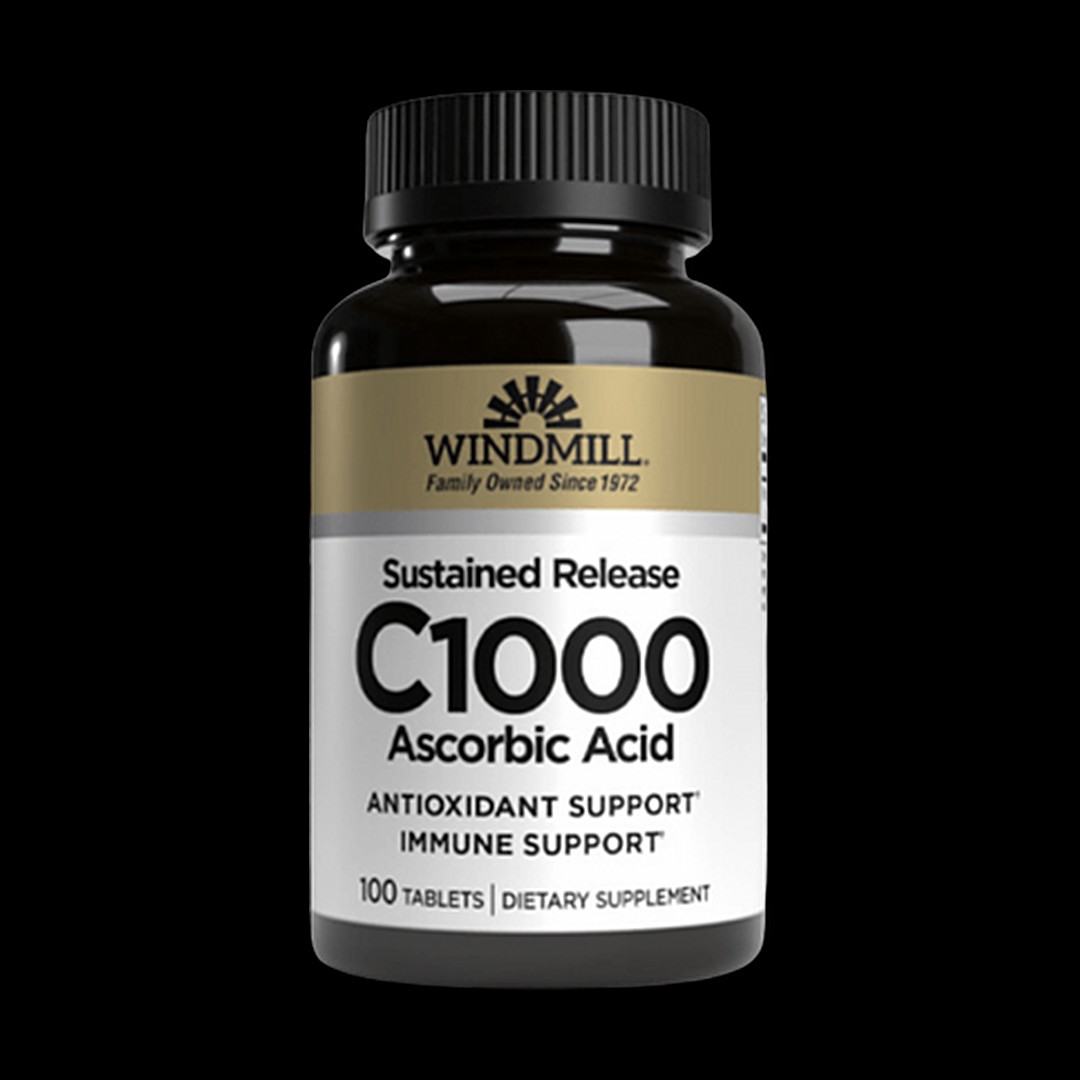 WINDMILL.
Family Owned Since 1972
Sustained Release
C1000
Ascorbic Acid
ANTIOXIDANT SUPPORT†
IMMUNE SUPPORT†
100 TABLETS | DIETARY SUPPLEMENT